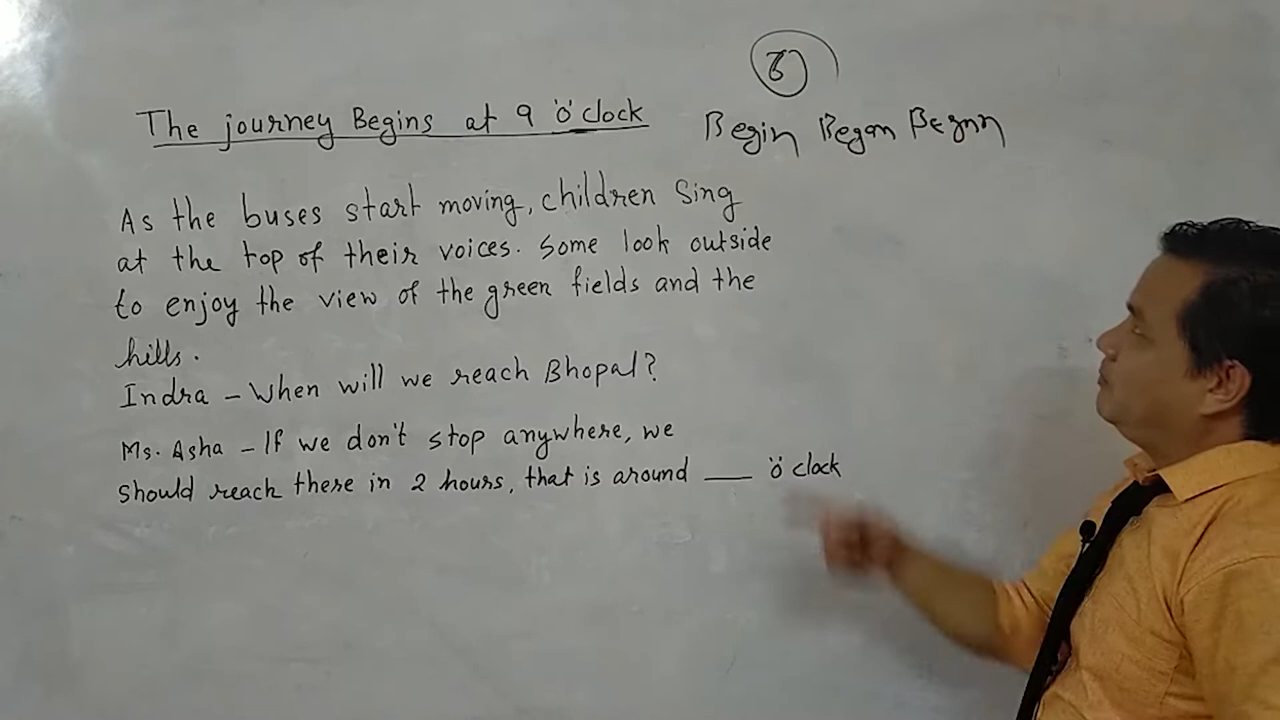 8
The journey Begins at 9 'o' clock
Begin Began Begun
As the buses start moving, children Sing
at the top of their voices. Some look outside
to enjoy the view of the green fields and the
hills.
Indra - When will we reach Bhopal?
Ms. Asha - If we don't stop anywhere, we
should reach there in 2 hours, that is around ___ 'o' clock